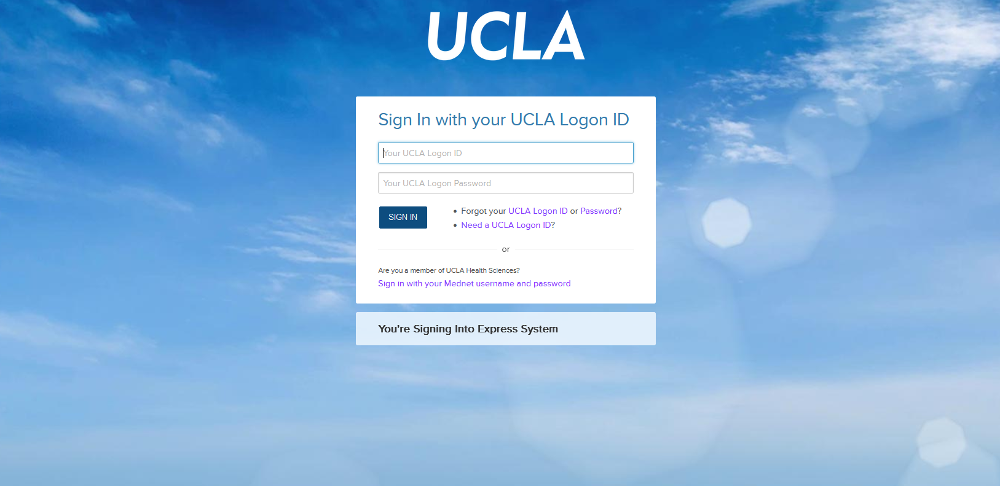 UCLA
Sign In with your UCLA Logon ID
Your UCLA Logon ID
Your UCLA Logon Password
SIGN IN
• Forgot your UCLA Logon ID or Password?
• Need a UCLA Logon ID?
or
Are you a member of UCLA Health Sciences?
Sign in with your Mednet username and password
You're Signing Into Express System